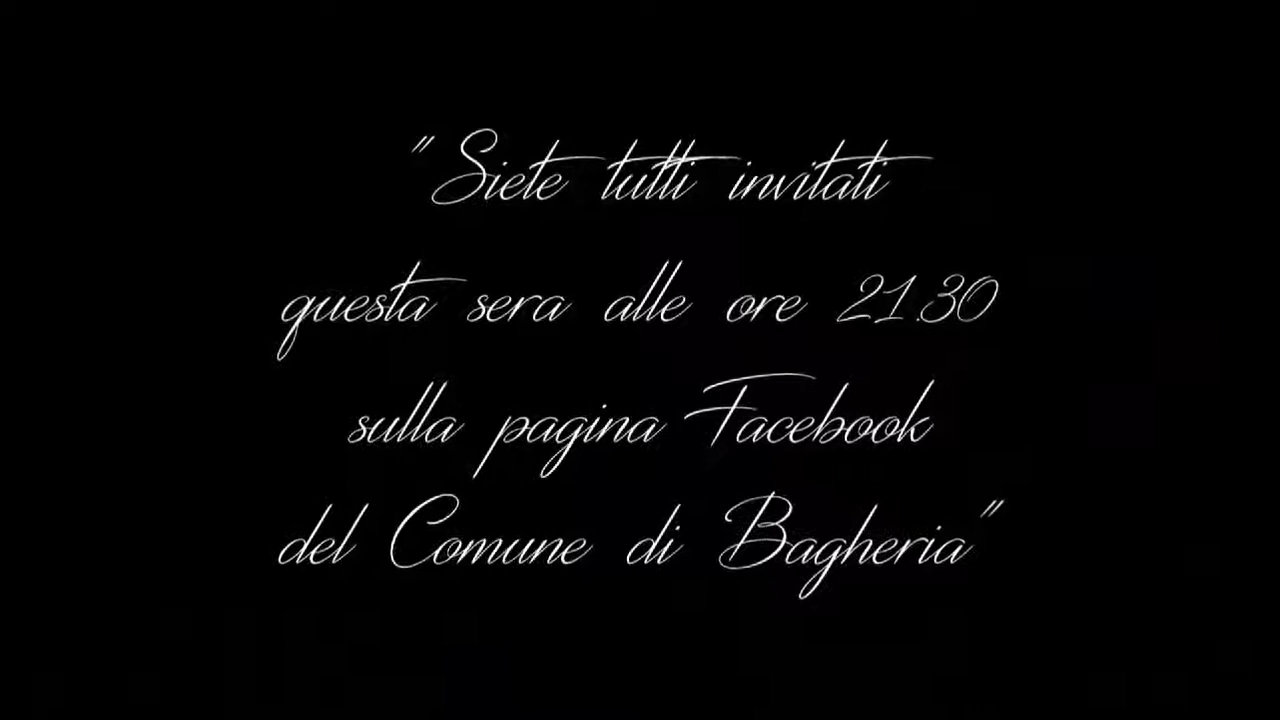 "Siete tutti invitati
questa sera alle ore 21.30
sulla pagina Facebook
del Comune di Bagheria"